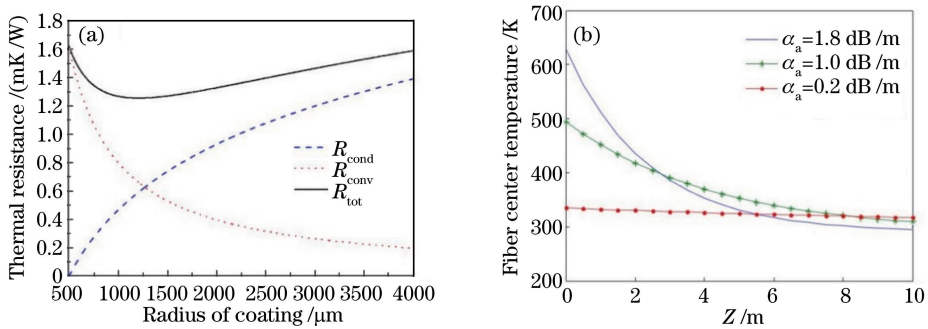 (a)
Thermal resistance /(mK /W)
1.8
1.6
1.4
1.2
1.0
0.8
0.6
0.4
0.2
0
R_cond
R_conv
R_tot
500 1000 1500 2000 2500 3000 3500 4000
Radius of coating /μm
(b)
Fiber center temperature /K
700
600
500
400
300
200
α_a=1.8 dB /m
α_a=1.0 dB /m
α_a=0.2 dB /m
0 2 4 6 8 10
Z /m